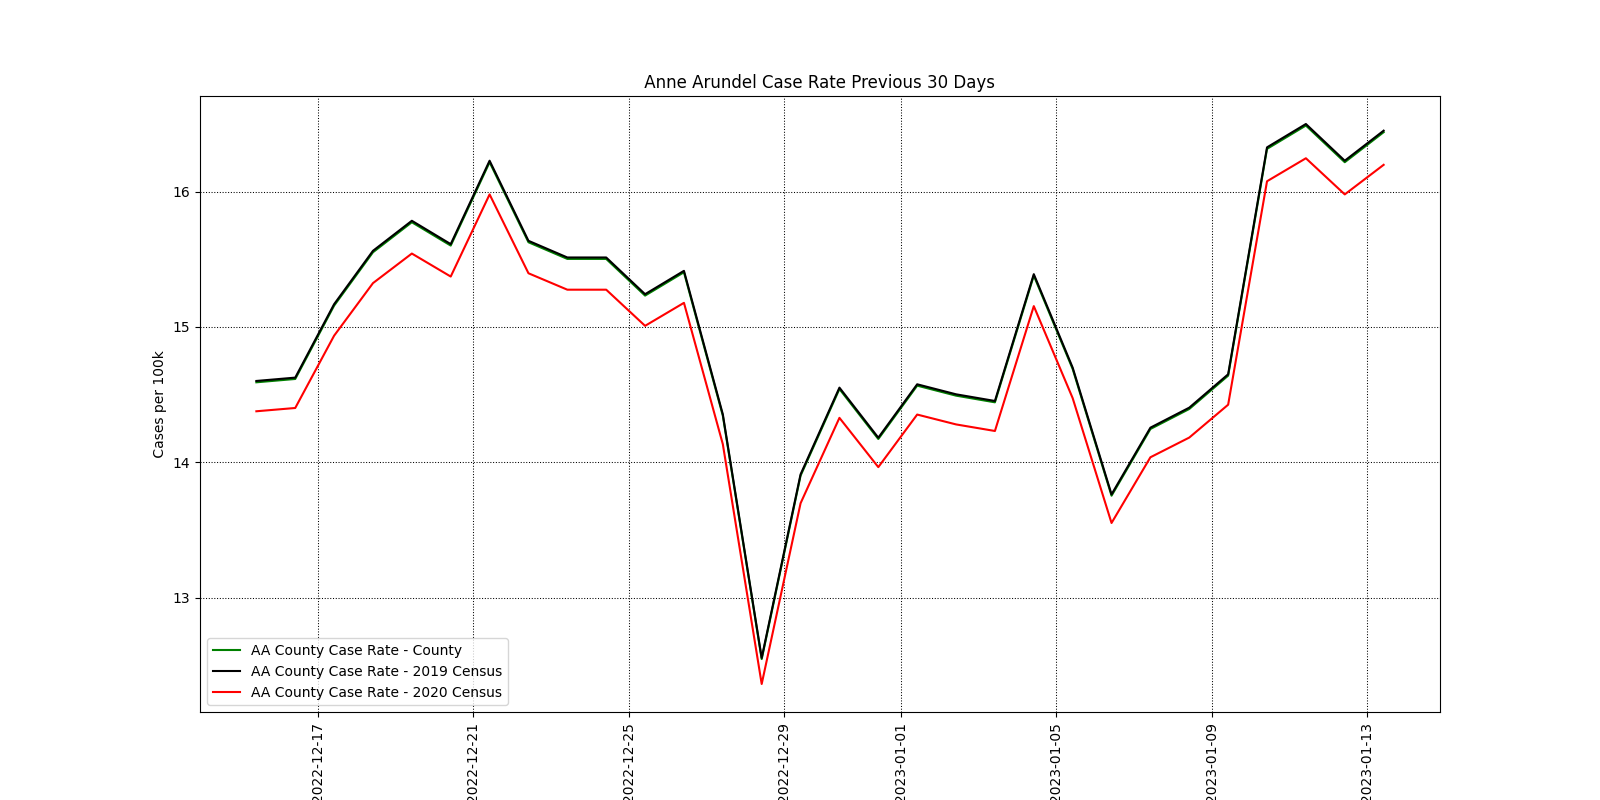 Anne Arundel Case Rate Previous 30 Days
Cases per 100k
16
15
14
13
AA County Case Rate - County
AA County Case Rate - 2019 Census
AA County Case Rate - 2020 Census
2022-12-17
2022-12-21
2022-12-25
2022-12-29
2023-01-01
2023-01-05
2023-01-09
2023-01-13